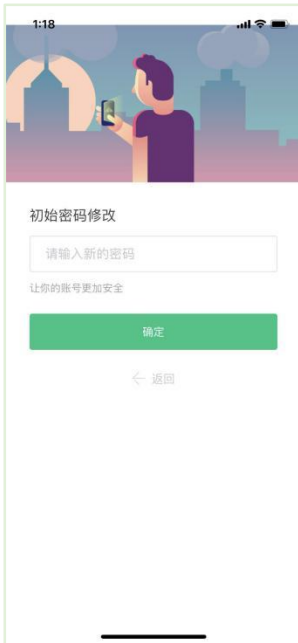 1:18
初始密码修改
请输入新的密码
让你的账号更加安全
确定
← 返回